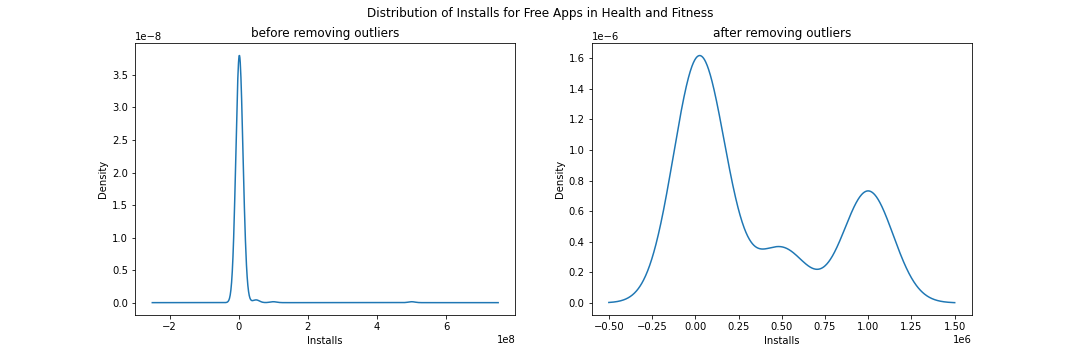 Distribution of Installs for Free Apps in Health and Fitness
1e−8
before removing outliers
3.5
3.0
2.5
2.0
1.5
1.0
0.5
0.0
Density
−2
0
2
4
6
Installs
1e8
1e−6
after removing outliers
1.6
1.4
1.2
1.0
0.8
0.6
0.4
0.2
0.0
Density
−0.50
−0.25
0.00
0.25
0.50
0.75
1.00
1.25
1.50
Installs
1e6